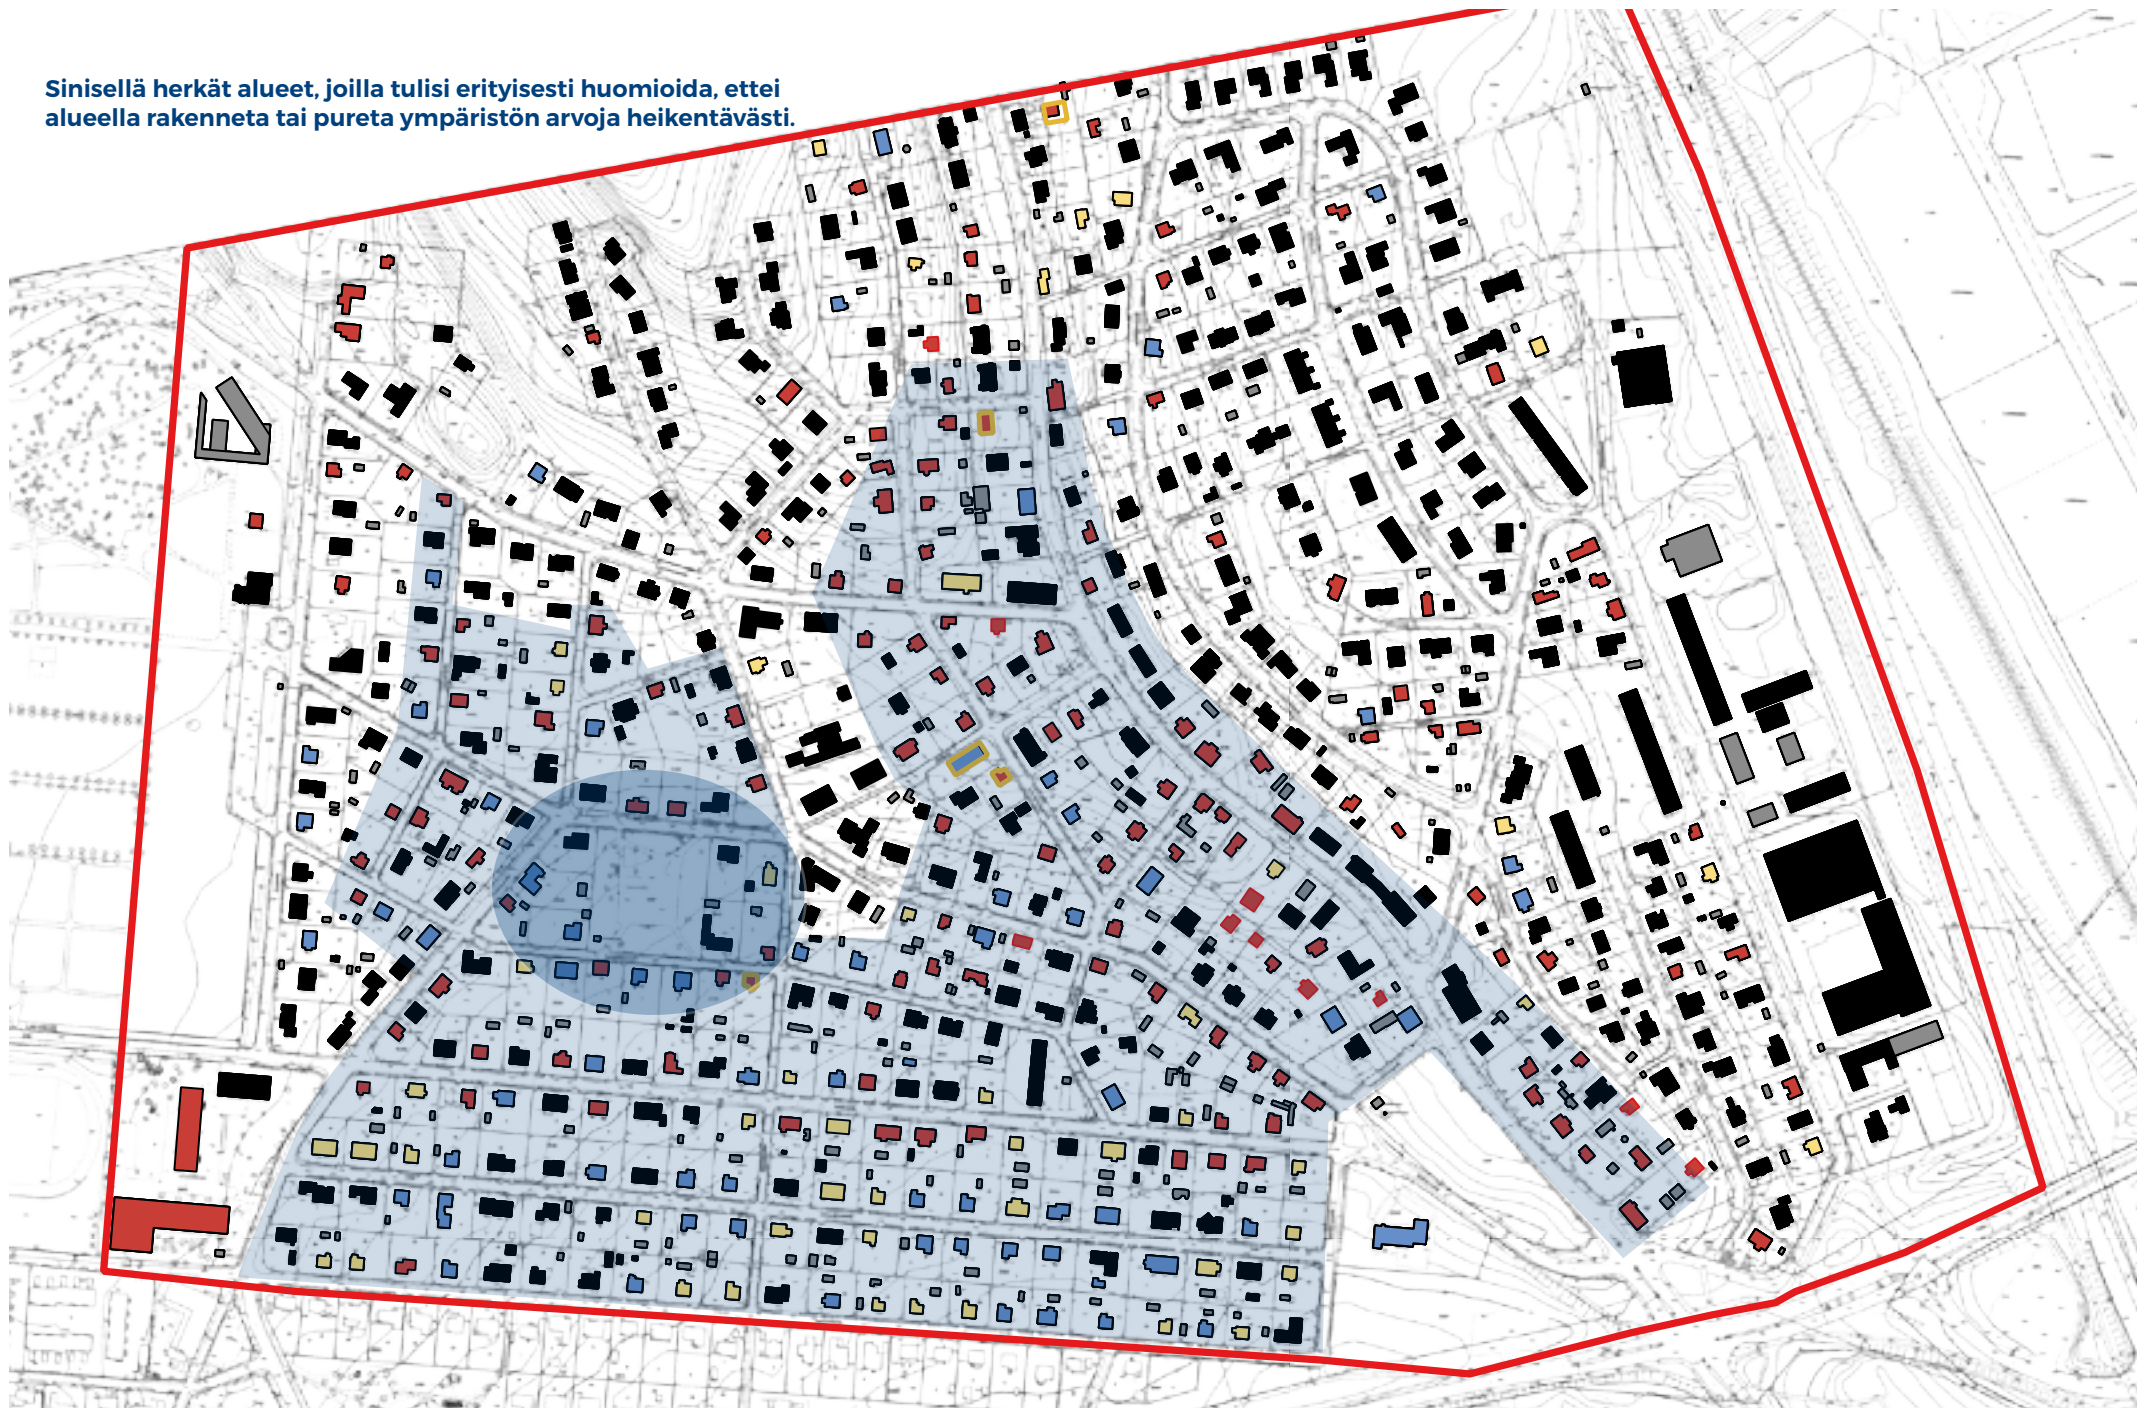 Sinisellä herkät alueet, joilla tulisi erityisesti huomioida, ettei
alueella rakenneta tai pureta ympäristön arvoja heikentävästi.